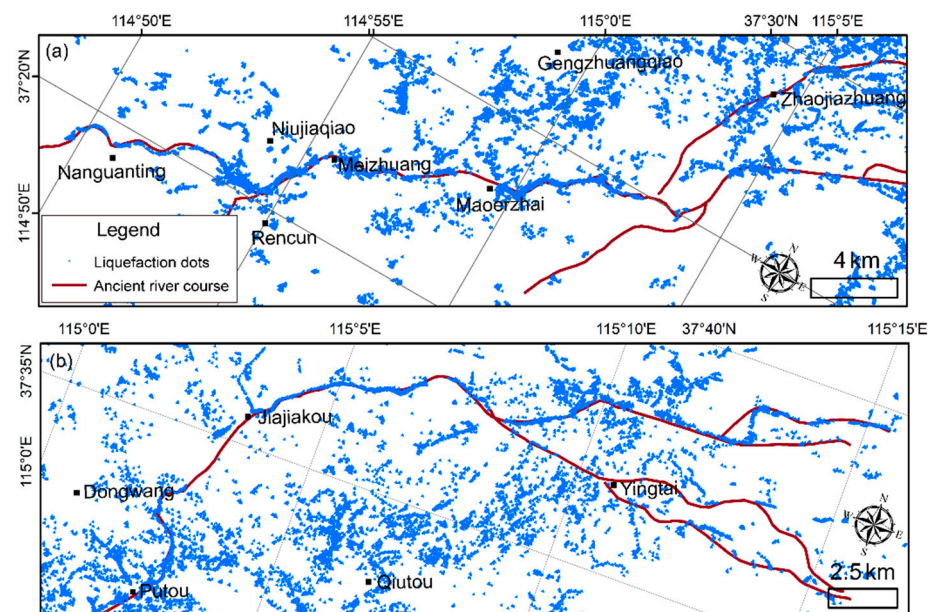 114°50'E
114°55'E
115°0'E
37°30'N
115°5'E
(a)
37°20'N
Gengzhuangqiao
Zhaojiazhuang
Niujiaqiao
Meizhuang
Nanguanting
Maoerzhai
114°50'E
Rencun
Legend
Liquefaction dots
Ancient river course
N
W
E
S
4 km
115°0'E
115°5'E
115°10'E
37°40'N
115°15'E
(b)
37°35'N
Jiajiakou
115°0'E
Dongwang
Yingtai
N
W
E
S
2.5 km
Qiutou
Putou